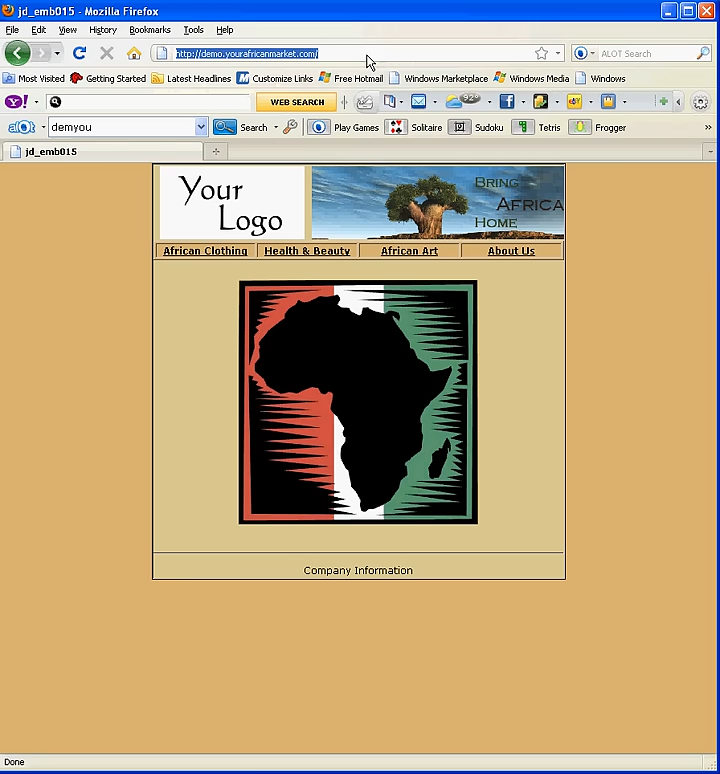 jd_emb015 - Mozilla Firefox
File Edit View History Bookmarks Tools Help
http://demo.yourafricanmarket.com/
ALOT Search
Most Visited Getting Started Latest Headlines Customize Links Free Hotmail Windows Marketplace Windows Media Windows
Y! WEB SEARCH 92°
alot demyou Search Play Games Solitaire Sudoku Tetris Frogger »
jd_emb015
Your
Logo
Bring
Africa
Home
African Clothing Health & Beauty African Art About Us
Company Information
Done